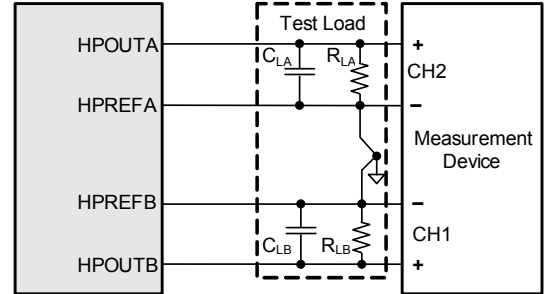 Test Load
HPOUTA
C_LA
R_LA
+
CH2
HPREFA
−
Measurement
Device
HPREFB
−
C_LB
R_LB
CH1
HPOUTB
+